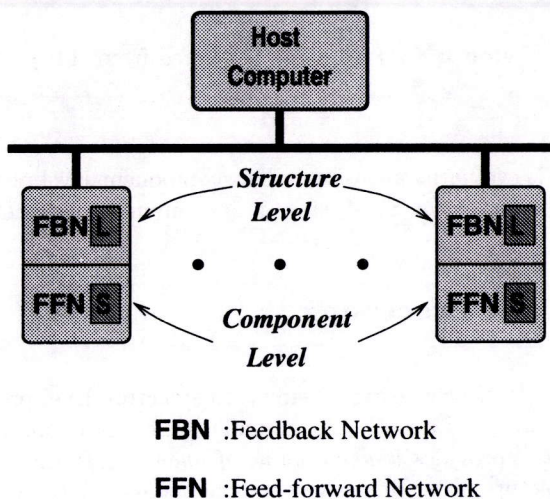 Host
Computer
Structure
Level
FBN L
FBN L
FFN S
FFN S
Component
Level
FBN :Feedback Network
FFN :Feed-forward Network